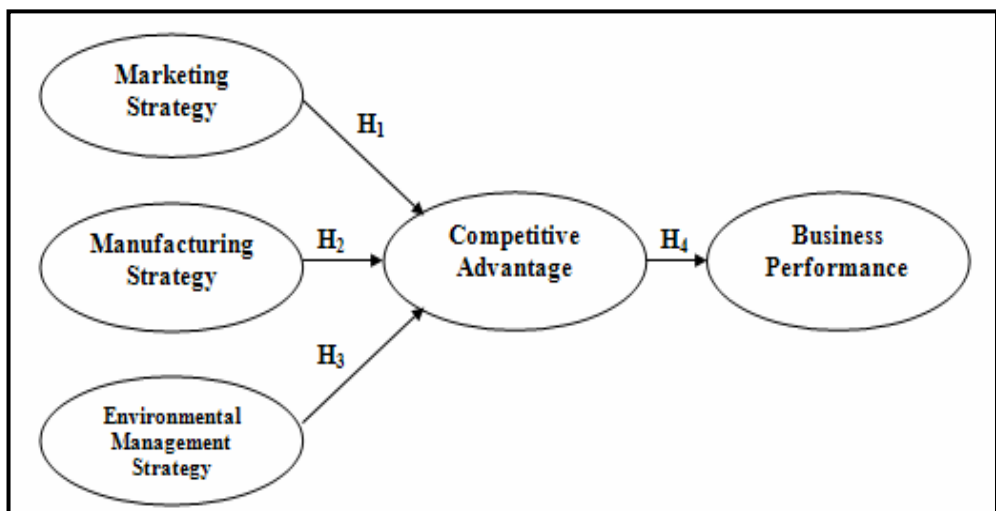 Marketing
Strategy
H₁
Manufacturing
Strategy
H₂
Competitive
Advantage
H₄
Business
Performance
H₃
Environmental
Management
Strategy